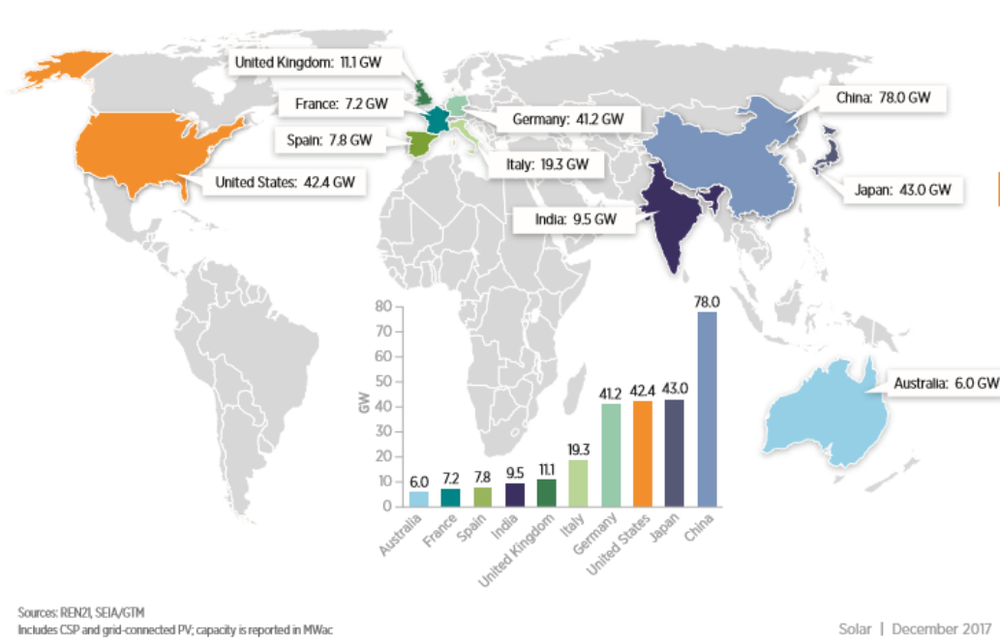 United Kingdom: 11.1 GW
France: 7.2 GW
Spain: 7.8 GW
United States: 42.4 GW
Germany: 41.2 GW
Italy: 19.3 GW
India: 9.5 GW
China: 78.0 GW
Japan: 43.0 GW
Australia: 6.0 GW
GW
80
70
60
50
40
30
20
10
0
6.0
7.2
7.8
9.5
11.1
19.3
41.2
42.4
43.0
78.0
Australia
France
Spain
India
United Kingdom
Italy
Germany
United States
Japan
China
Sources: REN21, SEIA/GTM
Includes CSP and grid-connected PV; capacity is reported in MWac
Solar | December 2017